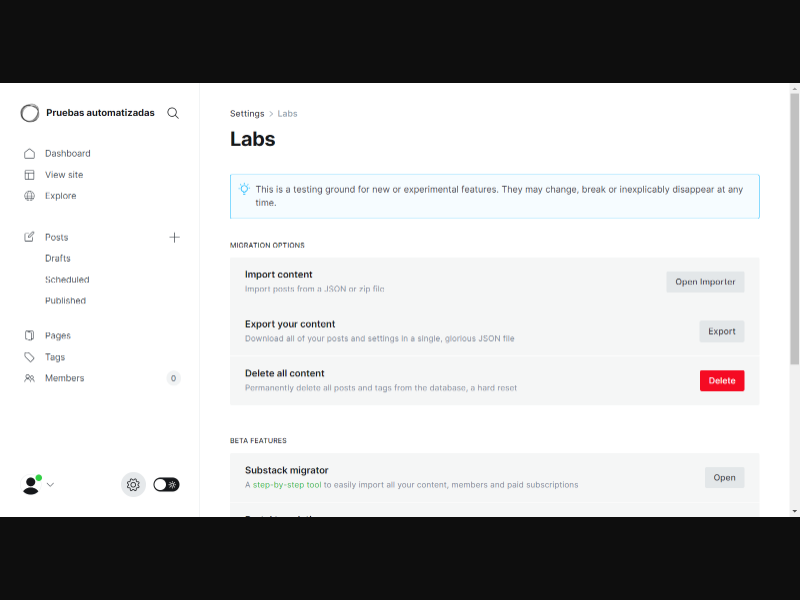 Pruebas automatizadas
Dashboard
View site
Explore
Posts
Drafts
Scheduled
Published
Pages
Tags
Members
0
Settings > Labs
Labs
This is a testing ground for new or experimental features. They may change, break or inexplicably disappear at any
time.
MIGRATION OPTIONS
Import content
Import posts from a JSON or zip file
Open Importer
Export your content
Download all of your posts and settings in a single, glorious JSON file
Export
Delete all content
Permanently delete all posts and tags from the database, a hard reset
Delete
BETA FEATURES
Substack migrator
A step-by-step tool to easily import all your content, members and paid subscriptions
Open